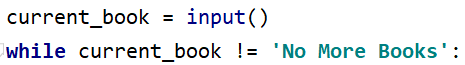 current_book = input()
while current_book != 'No More Books':